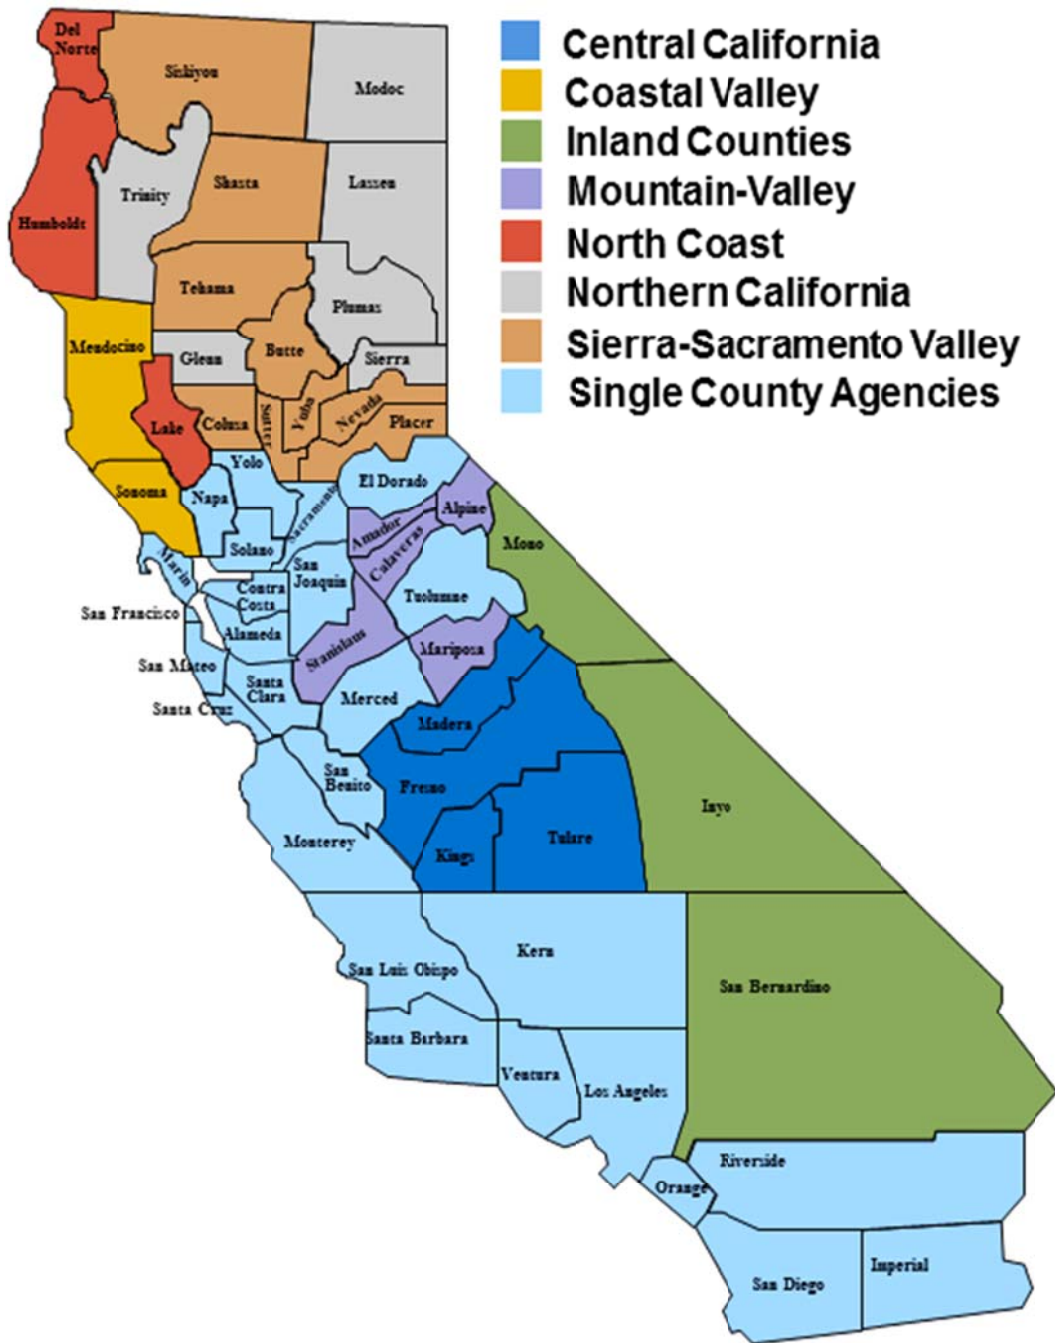 Central California
Coastal Valley
Inland Counties
Mountain-Valley
North Coast
Northern California
Sierra-Sacramento Valley
Single County Agencies
Del
Norte
Siskiyou
Modoc
Trinity
Shasta
Lassen
Humboldt
Tehama
Plumas
Mendocino
Glenn
Butte
Sierra
Lake
Colusa
Sutter
Yuba
Nevada
Placer
Yolo
Sonoma
Napa
Sacramento
El Dorado
Alpine
Solano
Amador
Mono
Marin
San
Joaquin
Calaveras
Contra
Costa
Tuolumne
San Francisco
Alameda
Stanislaus
Mariposa
San Mateo
Santa
Clara
Merced
Santa Cruz
Madera
San
Benito
Fresno
Inyo
Monterey
Kings
Tulare
Kern
San Luis Obispo
San Bernardino
Santa Barbara
Ventura
Los Angeles
Riverside
Orange
San Diego
Imperial